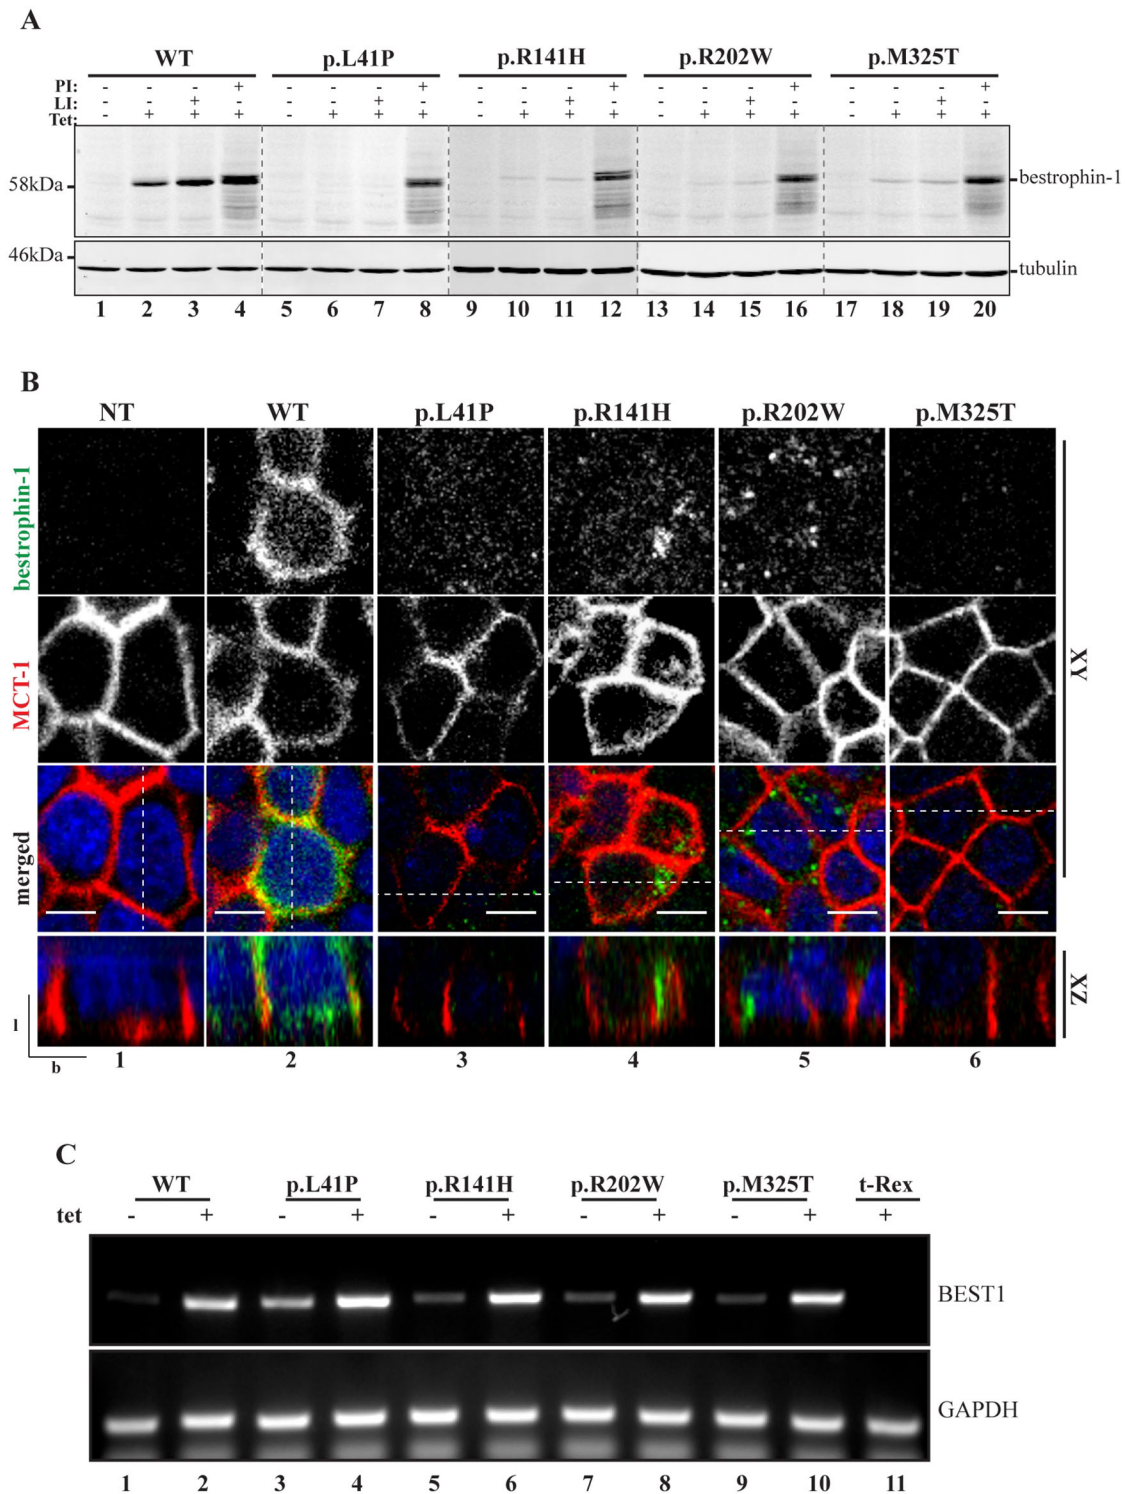 A
WT p.L41P p.R141H p.R202W p.M325T
PI: - - - + - - - + - - - + - - - + - - - +
LI: - - + - - + - - + - - + - - +
Tet: - + + + - + + + - + + + - + + + - + + +
58kDa bestrophin-1
46kDa tubulin
1 2 3 4 5 6 7 8 9 10 11 12 13 14 15 16 17 18 19 20
B
NT WT p.L41P p.R141H p.R202W p.M325T
bestrophin-1
MCT-1
XY
merged
XZ
l
b
1 2 3 4 5 6
C
WT p.L41P p.R141H p.R202W p.M325T t-Rex
tet - + - + - + - + - + +
BEST1
GAPDH
1 2 3 4 5 6 7 8 9 10 11